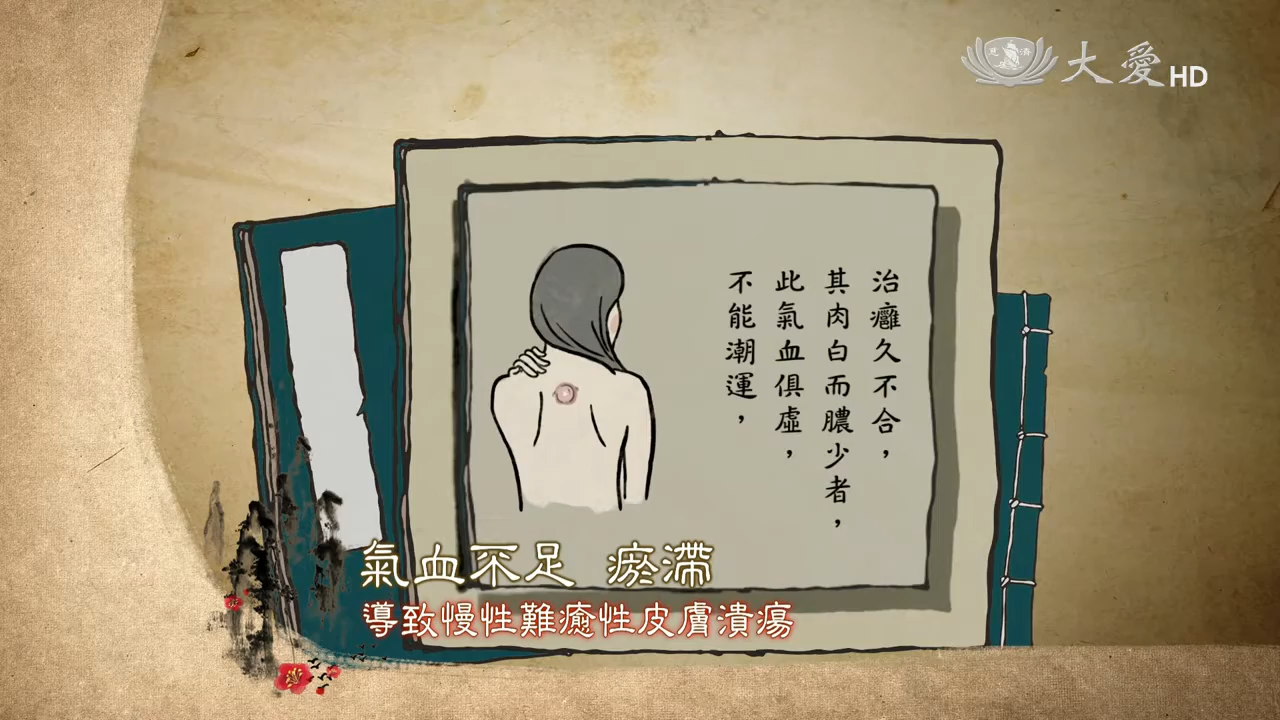 大愛HD
治癰久不合，
其肉白而膿少者，
此氣血俱虛，
不能潮運，
氣血不足 瘀滯
導致慢性難癒性皮膚潰瘍